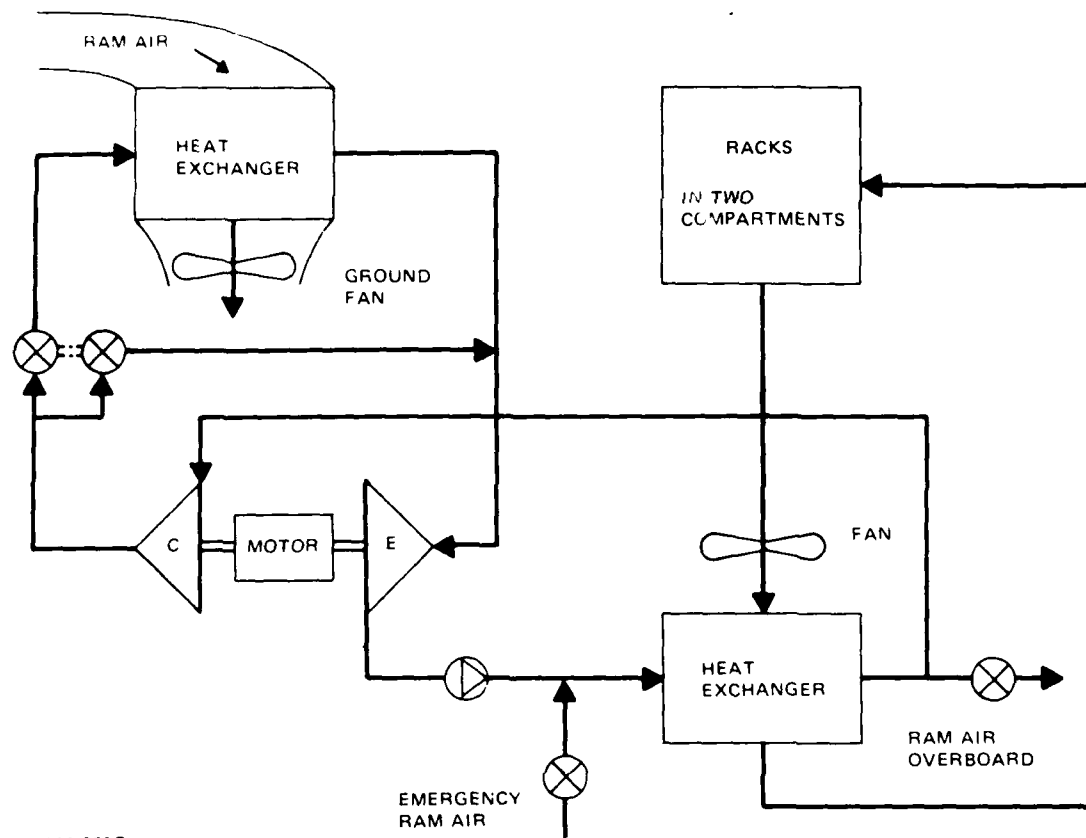 RAM AIR
HEAT
EXCHANGER
RACKS
IN TWO
COMPARTMENTS
GROUND
FAN
C
MOTOR
E
FAN
HEAT
EXCHANGER
RAM AIR
OVERBOARD
EMERGENCY
RAM AIR